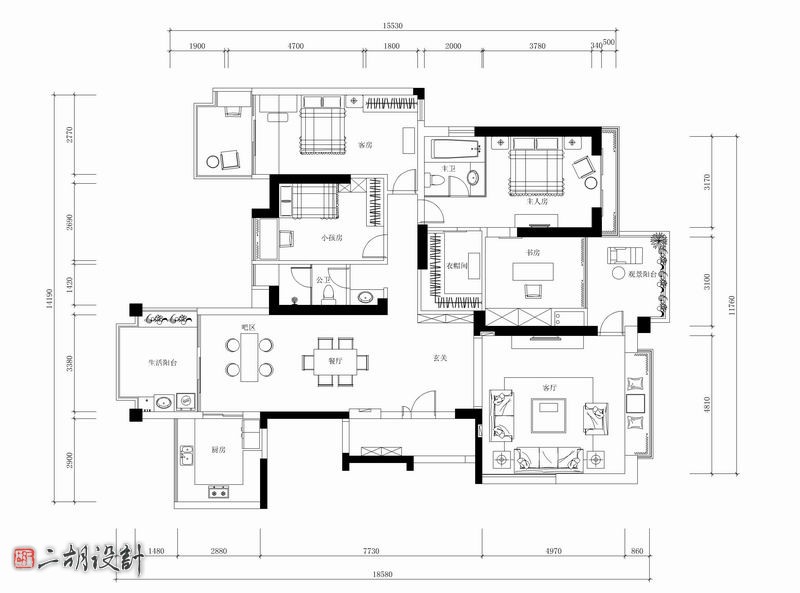 15530
1900 4700 1800 2000 3780 340 500
2770
2690
1420
3380
2900
14190
3170
3100
4810
11760
客房
主卫
主人房
小孩房
公卫
衣帽间
书房
观景阳台
吧区
餐厅
玄关
生活阳台
客厅
厨房
1480 2880 7730 4970 860
18580
二胡设計